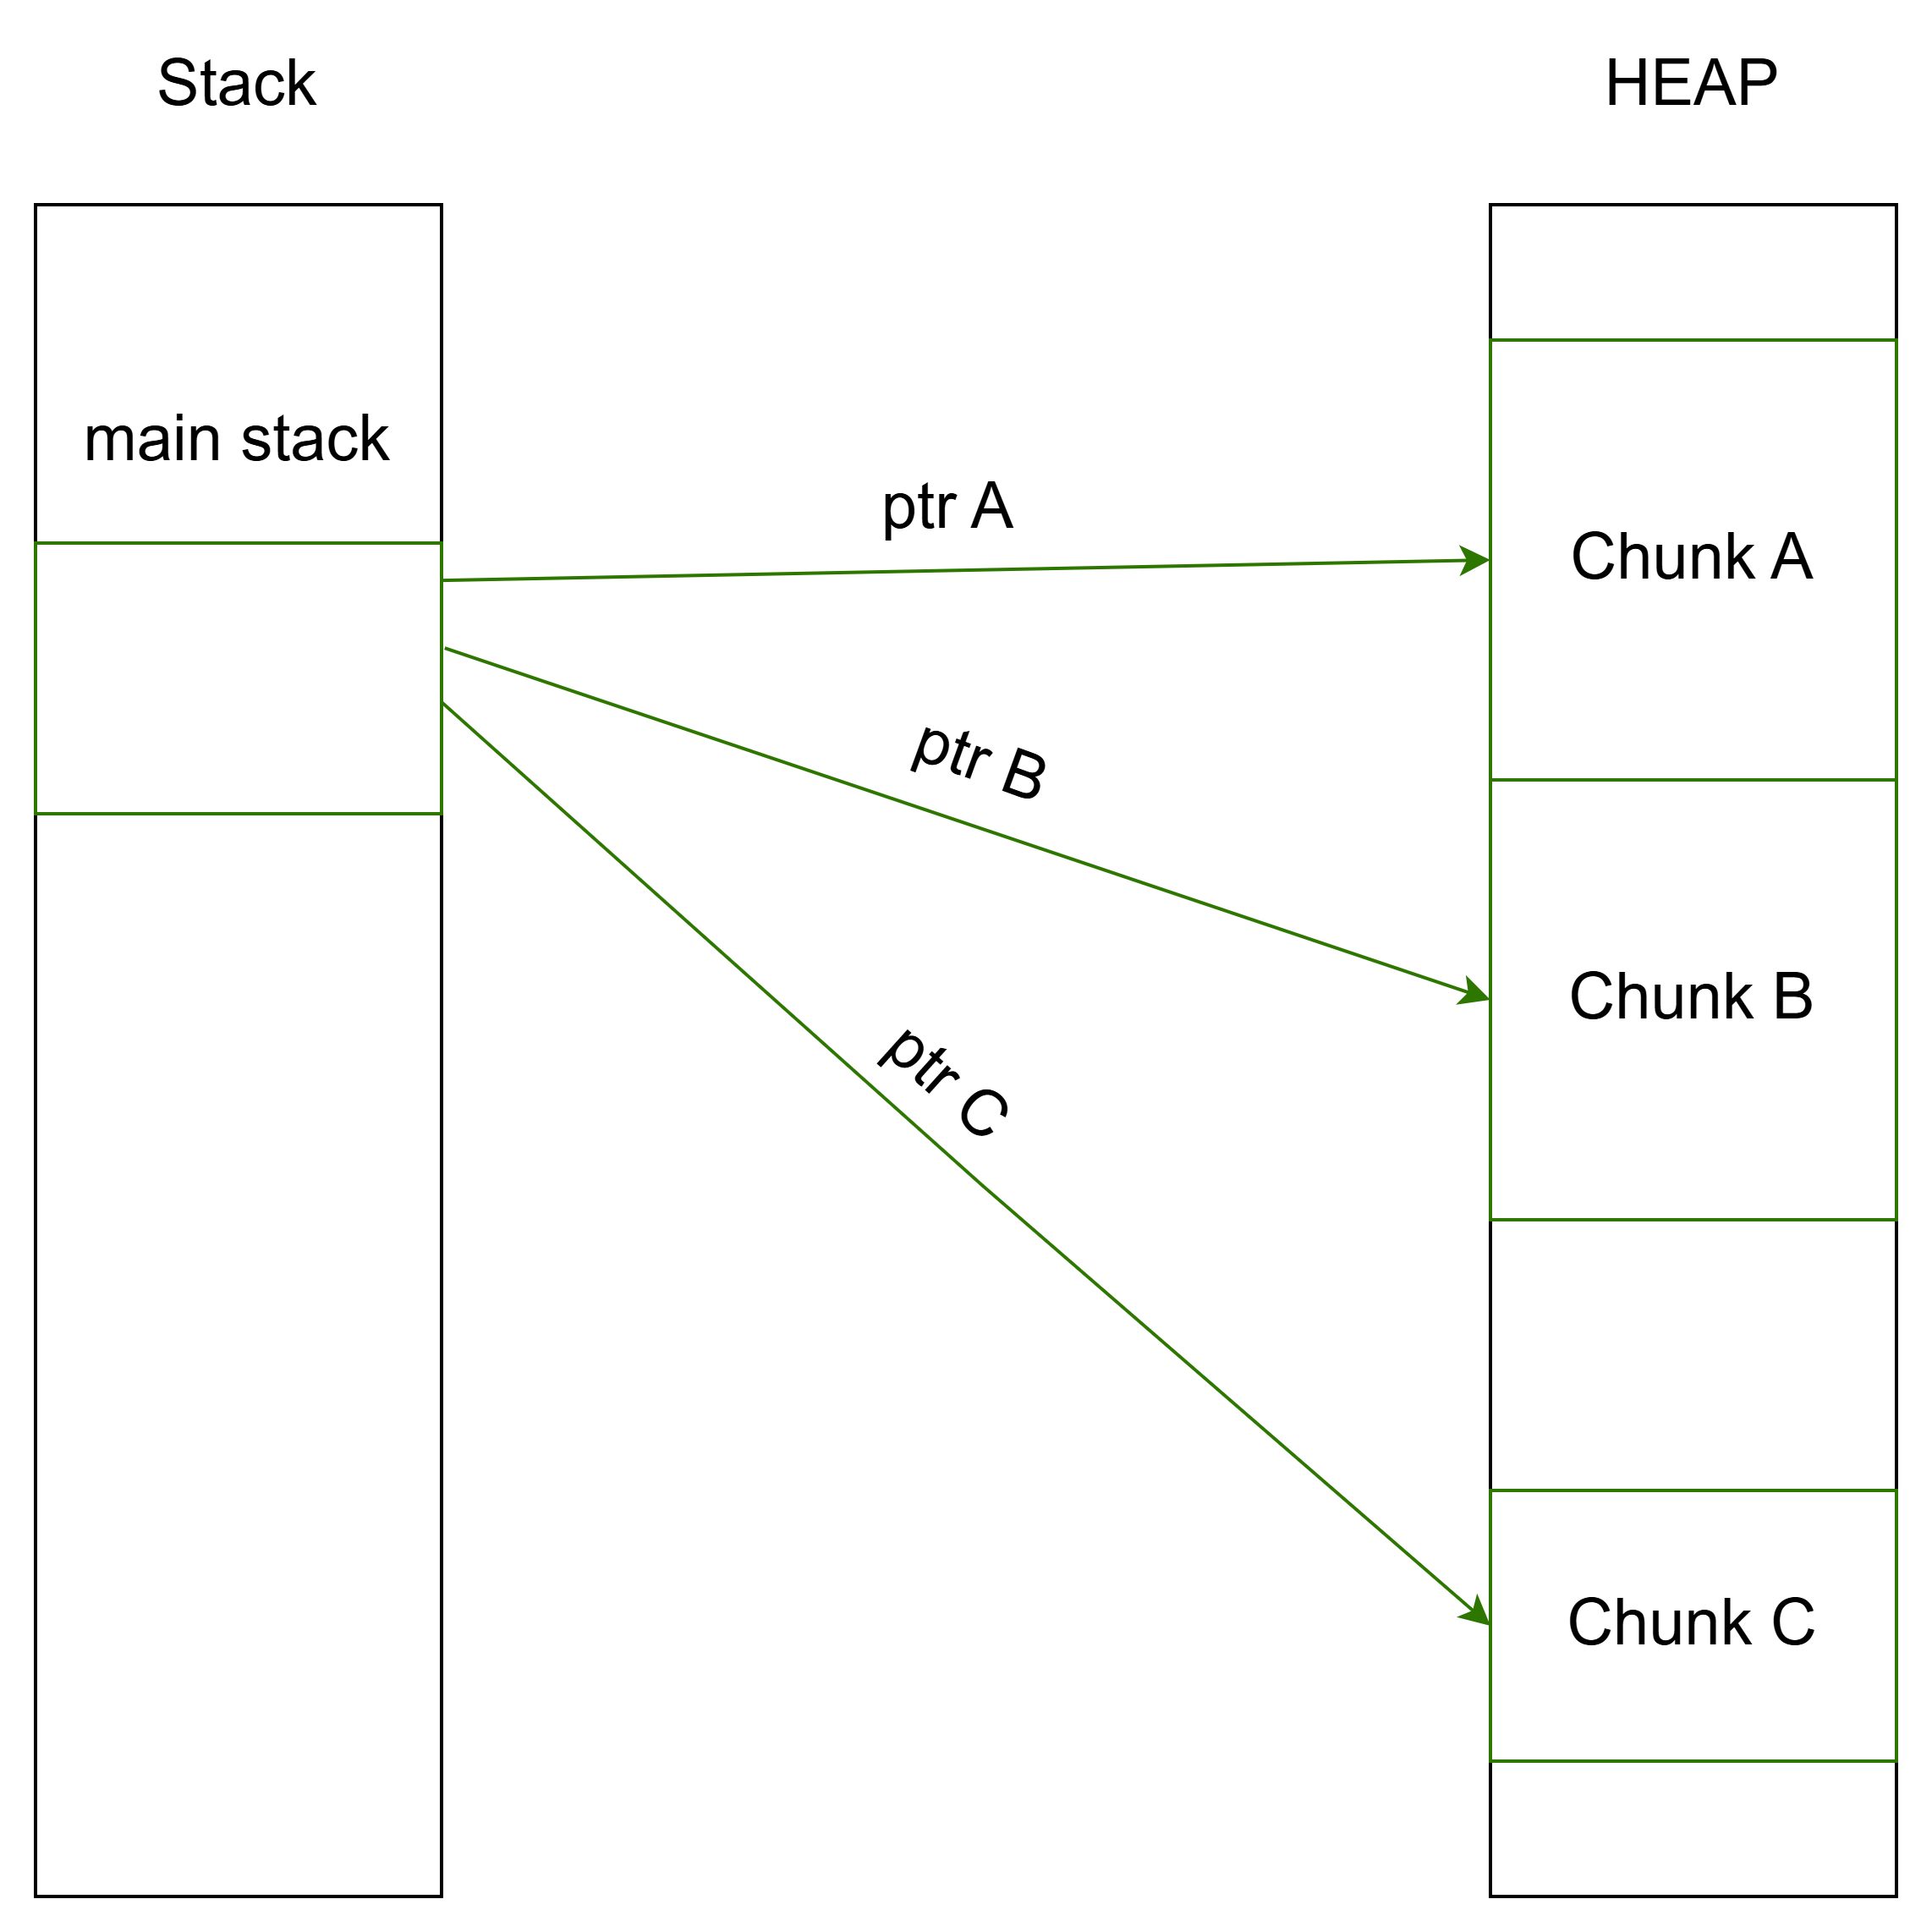 Stack
HEAP
main stack
ptr A
Chunk A
ptr B
Chunk B
ptr C
Chunk C